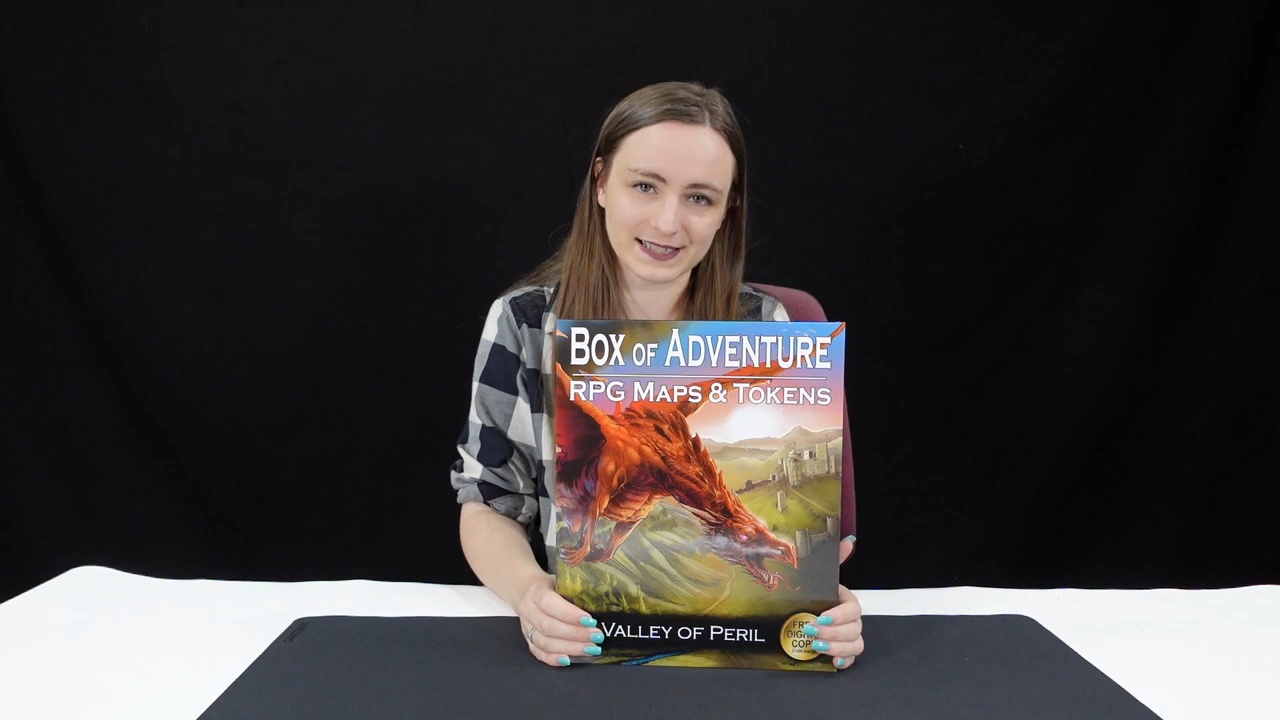 BOX OF ADVENTURE
RPG MAPS & TOKENS
VALLEY OF PERIL